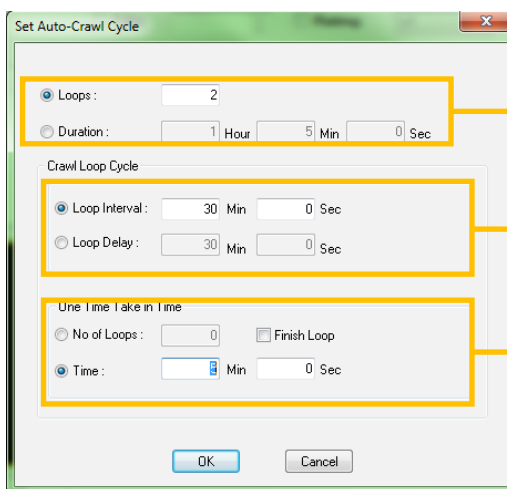 Set Auto-Crawl Cycle
Loops : 2
Duration : 1 Hour 5 Min 0 Sec
Crawl Loop Cycle
Loop Interval : 30 Min 0 Sec
Loop Delay : 30 Min 0 Sec
One Time Take in Time
No of Loops : 0 Finish Loop
Time : Min 0 Sec
OK Cancel